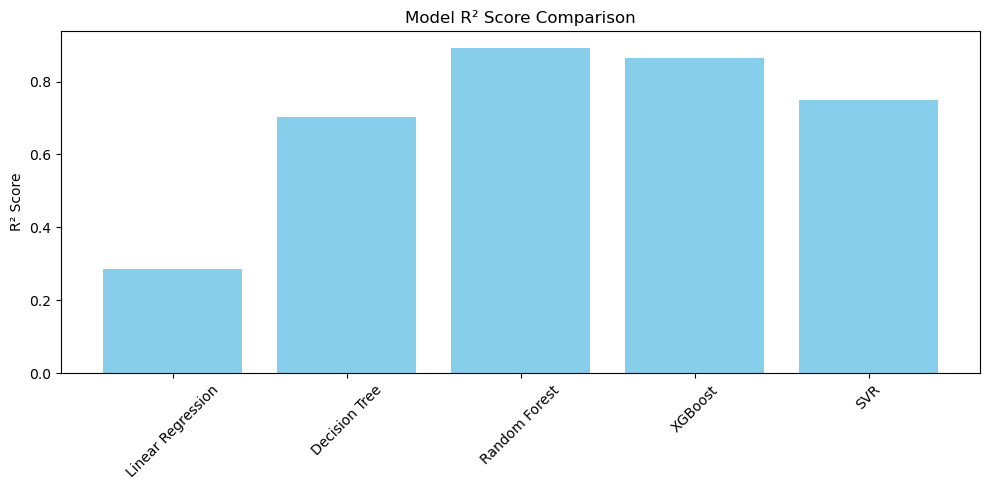 Model R² Score Comparison
R² Score
0.8
0.6
0.4
0.2
0.0
Linear Regression
Decision Tree
Random Forest
XGBoost
SVR